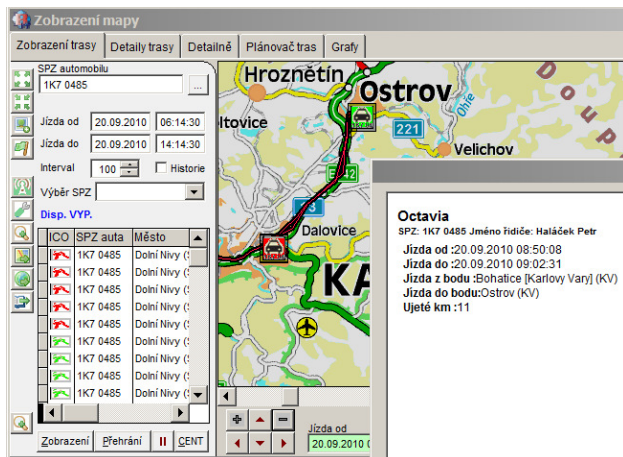 Zobrazení mapy
Zobrazení trasy Detaily trasy Detailně Plánovač tras Grafy
SPZ automobilu
1K7 0485 ...
Jízda od 20.09.2010 06:14:30
Jízda do 20.09.2010 14:14:30
Interval 100 Historie
Výběr SPZ
Disp. VYP.
ICO SPZ auta Město
1K7 0485 Dolní Nivy (S
1K7 0485 Dolní Nivy (S
1K7 0485 Dolní Nivy (S
1K7 0485 Dolní Nivy (S
1K7 0485 Dolní Nivy (S
1K7 0485 Dolní Nivy (S
1K7 0485 Dolní Nivy (S
1K7 0485 Dolní Nivy (S
Zobrazení Přehrání II CENT
Hroznětín
Ostrov
ltovice
221
Ohře
Doup
Velichov
Dalovice
KA
Jízda od
20.09.2010 0
Octavia
SPZ: 1K7 0485 Jméno řidiče: Haláček Petr
Jízda od :20.09.2010 08:50:08
Jízda do :20.09.2010 09:02:31
Jízda z bodu :Bohatice [Karlovy Vary] (KV)
Jízda do bodu:Ostrov (KV)
Ujeté km :11